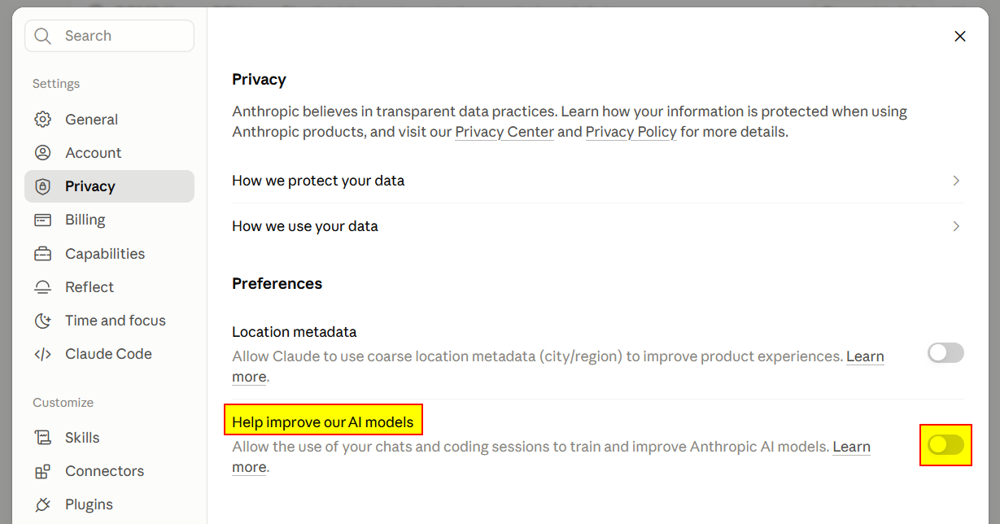 Search
Settings
General
Account
Privacy
Billing
Capabilities
Reflect
Time and focus
Claude Code
Customize
Skills
Connectors
Plugins
Privacy
Anthropic believes in transparent data practices. Learn how your information is protected when using
Anthropic products, and visit our Privacy Center and Privacy Policy for more details.
How we protect your data
How we use your data
Preferences
Location metadata
Allow Claude to use coarse location metadata (city/region) to improve product experiences. Learn
more.
Help improve our AI models
Allow the use of your chats and coding sessions to train and improve Anthropic AI models. Learn
more.